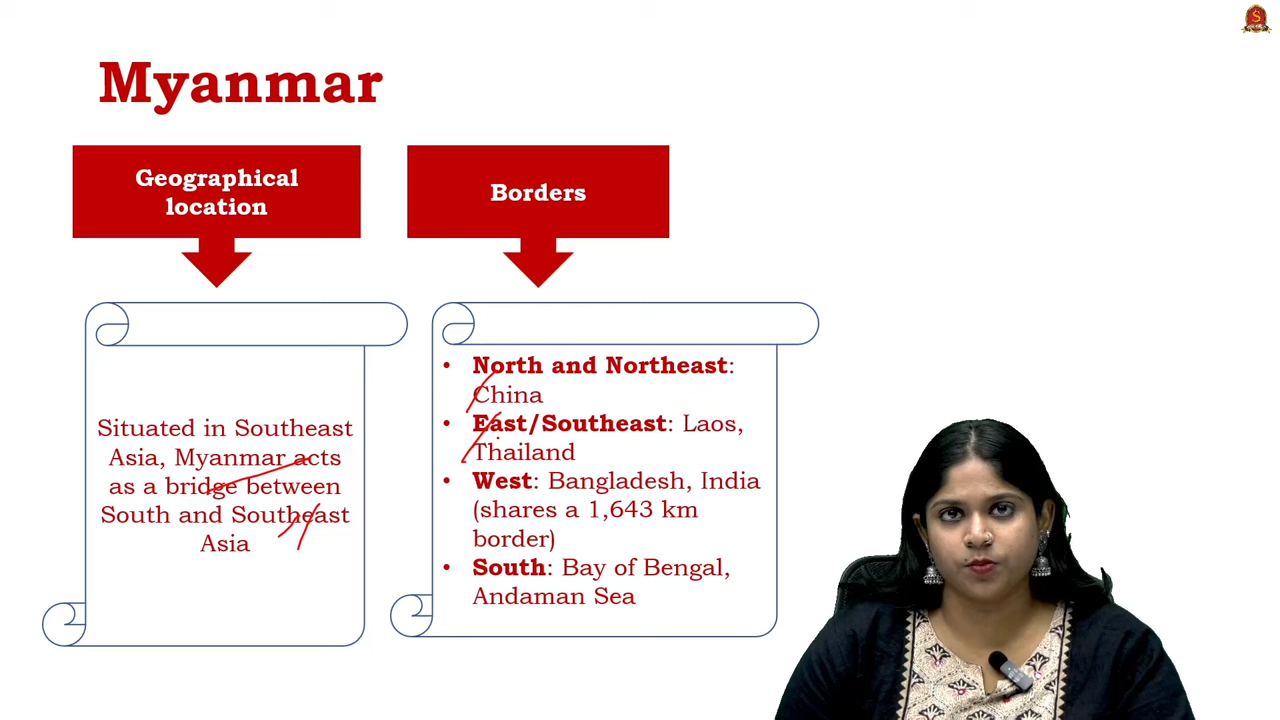 Myanmar
Geographical
location
Borders
Situated in Southeast
Asia, Myanmar acts
as a bridge between
South and Southeast
Asia
• North and Northeast:
China
• East/Southeast: Laos,
Thailand
• West: Bangladesh, India
(shares a 1,643 km
border)
• South: Bay of Bengal,
Andaman Sea